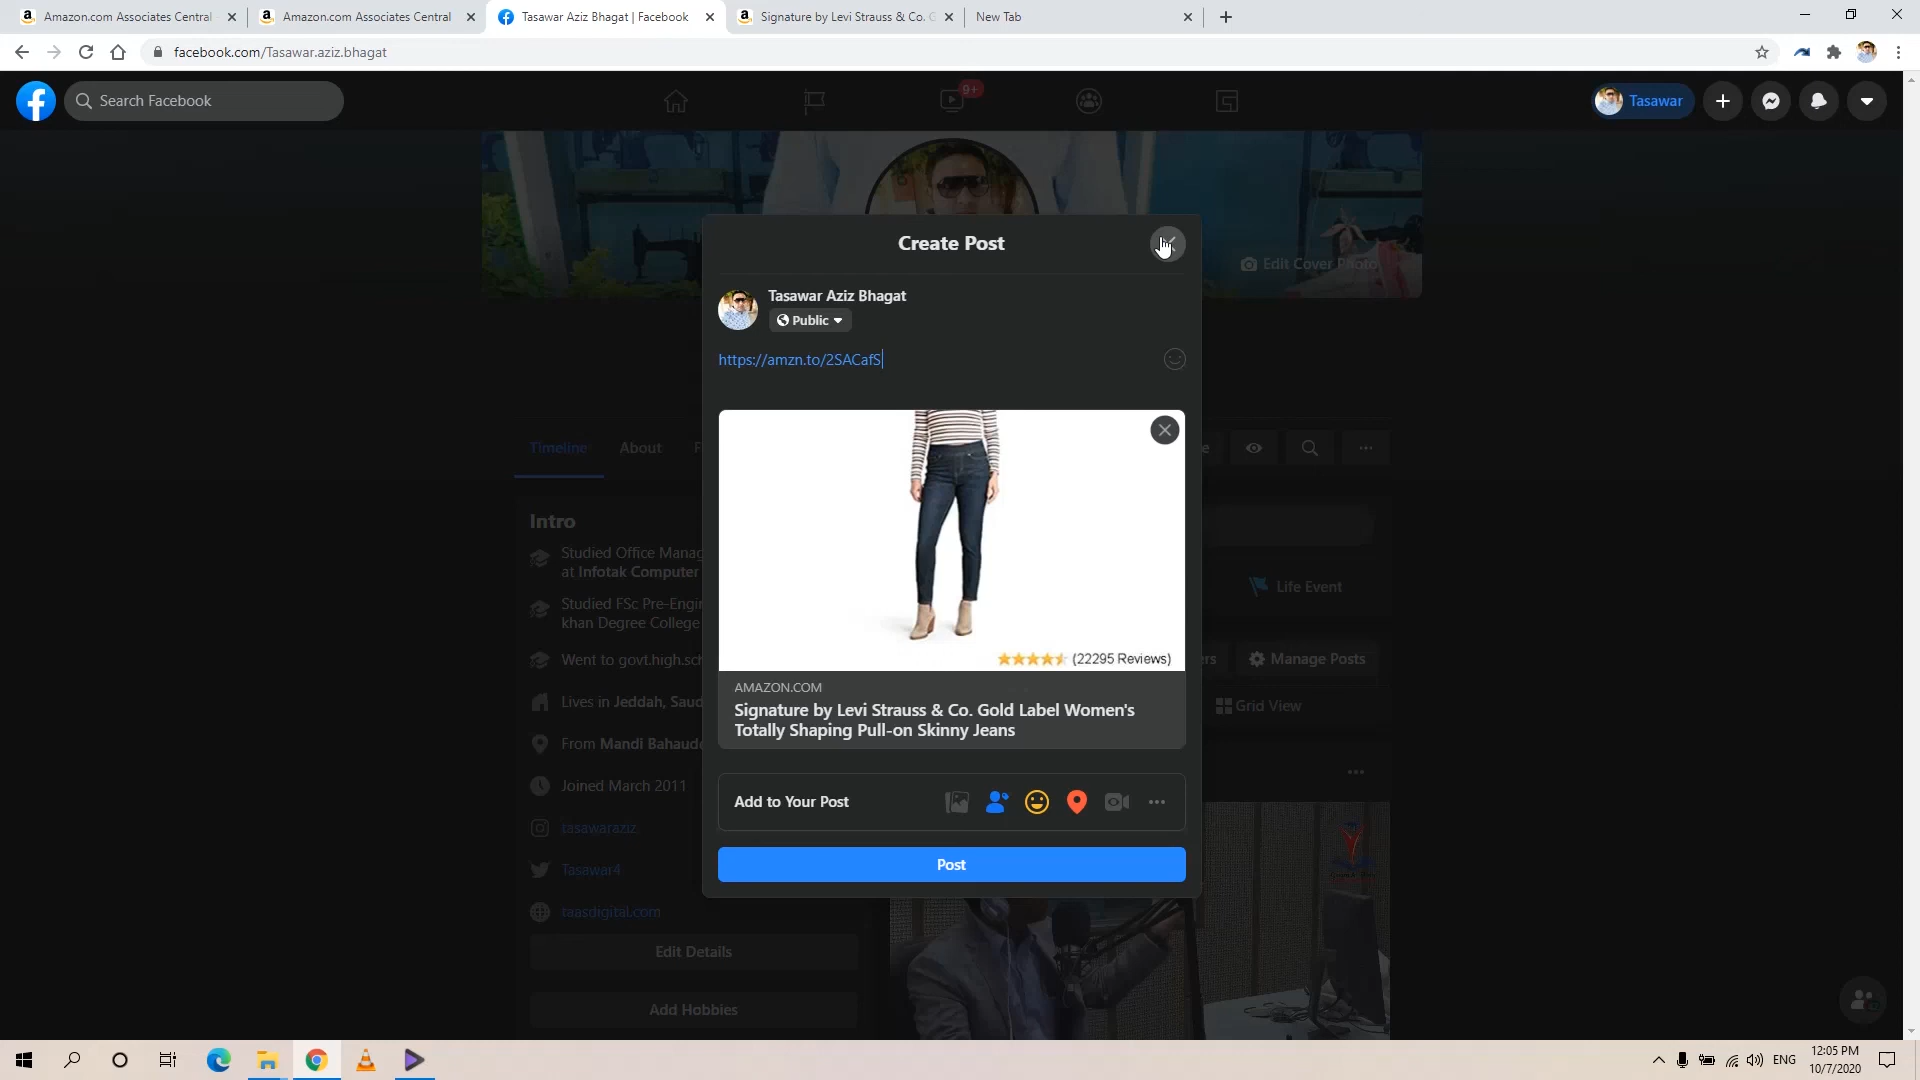 Amazon.com Associates Central
Amazon.com Associates Central
Tasawar Aziz Bhagat | Facebook
Signature by Levi Strauss & Co. G
New Tab
facebook.com/Tasawar.aziz.bhagat
Search Facebook
9+
Tasawar
Create Post
Edit Cover Photo
Tasawar Aziz Bhagat
Public
https://amzn.to/2SACafS
Timeline
About
Intro
Studied Office Manag
at Infotak Computer
Life Event
Studied FSc Pre-Engin
khan Degree College
Went to govt.high.sch
(22295 Reviews)
Manage Posts
AMAZON.COM
Lives in Jeddah, Saud
Signature by Levi Strauss & Co. Gold Label Women's
Totally Shaping Pull-on Skinny Jeans
Grid View
From Mandi Bahaud
Joined March 2011
Add to Your Post
tasawaraziz
Post
Tasawar4
taasdigital.com
Edit Details
Add Hobbies
ENG
12:05 PM
10/7/2020